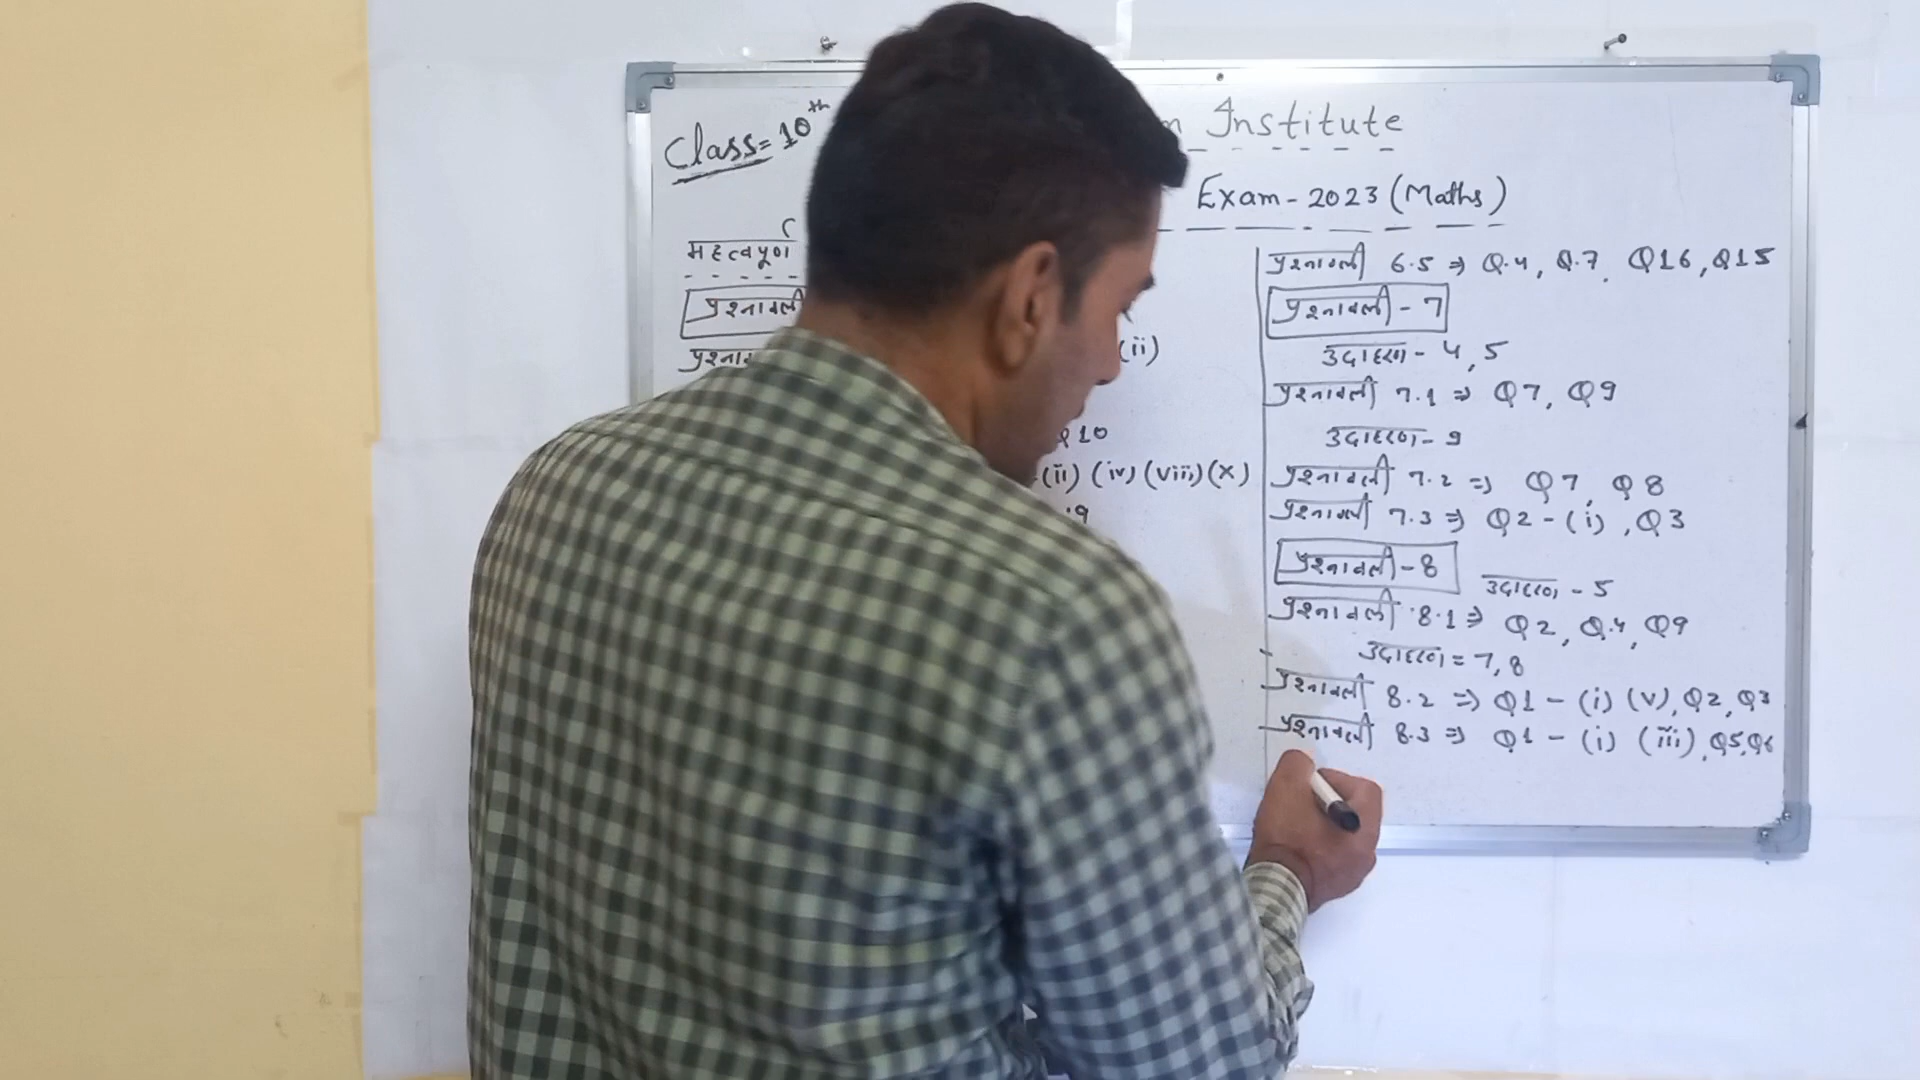 Class= 10th
Institute
Exam-2023 (Maths)
महत्वपूर्ण
प्रश्नावली
(ii)
Q10
(ii) (iv) (viii) (x)
प्रश्नावली 6.5 ⇒ Q.4, Q.7, Q16, Q15
प्रश्नावली - 7
उदाहरण - 4, 5
प्रश्नावली 7.1 ⇒ Q7, Q9
उदाहरण - 9
प्रश्नावली 7.2 ⇒ Q7, Q8
प्रश्नावली 7.3 ⇒ Q2-(i), Q3
प्रश्नावली - 8
उदाहरण - 5
प्रश्नावली 8.1 ⇒ Q2, Q.4, Q9
उदाहरण = 7, 8
प्रश्नावली 8.2 ⇒ Q1 - (i) (v), Q2, Q3
प्रश्नावली 8.3 ⇒ Q1 - (i) (iii), Q5, Q6